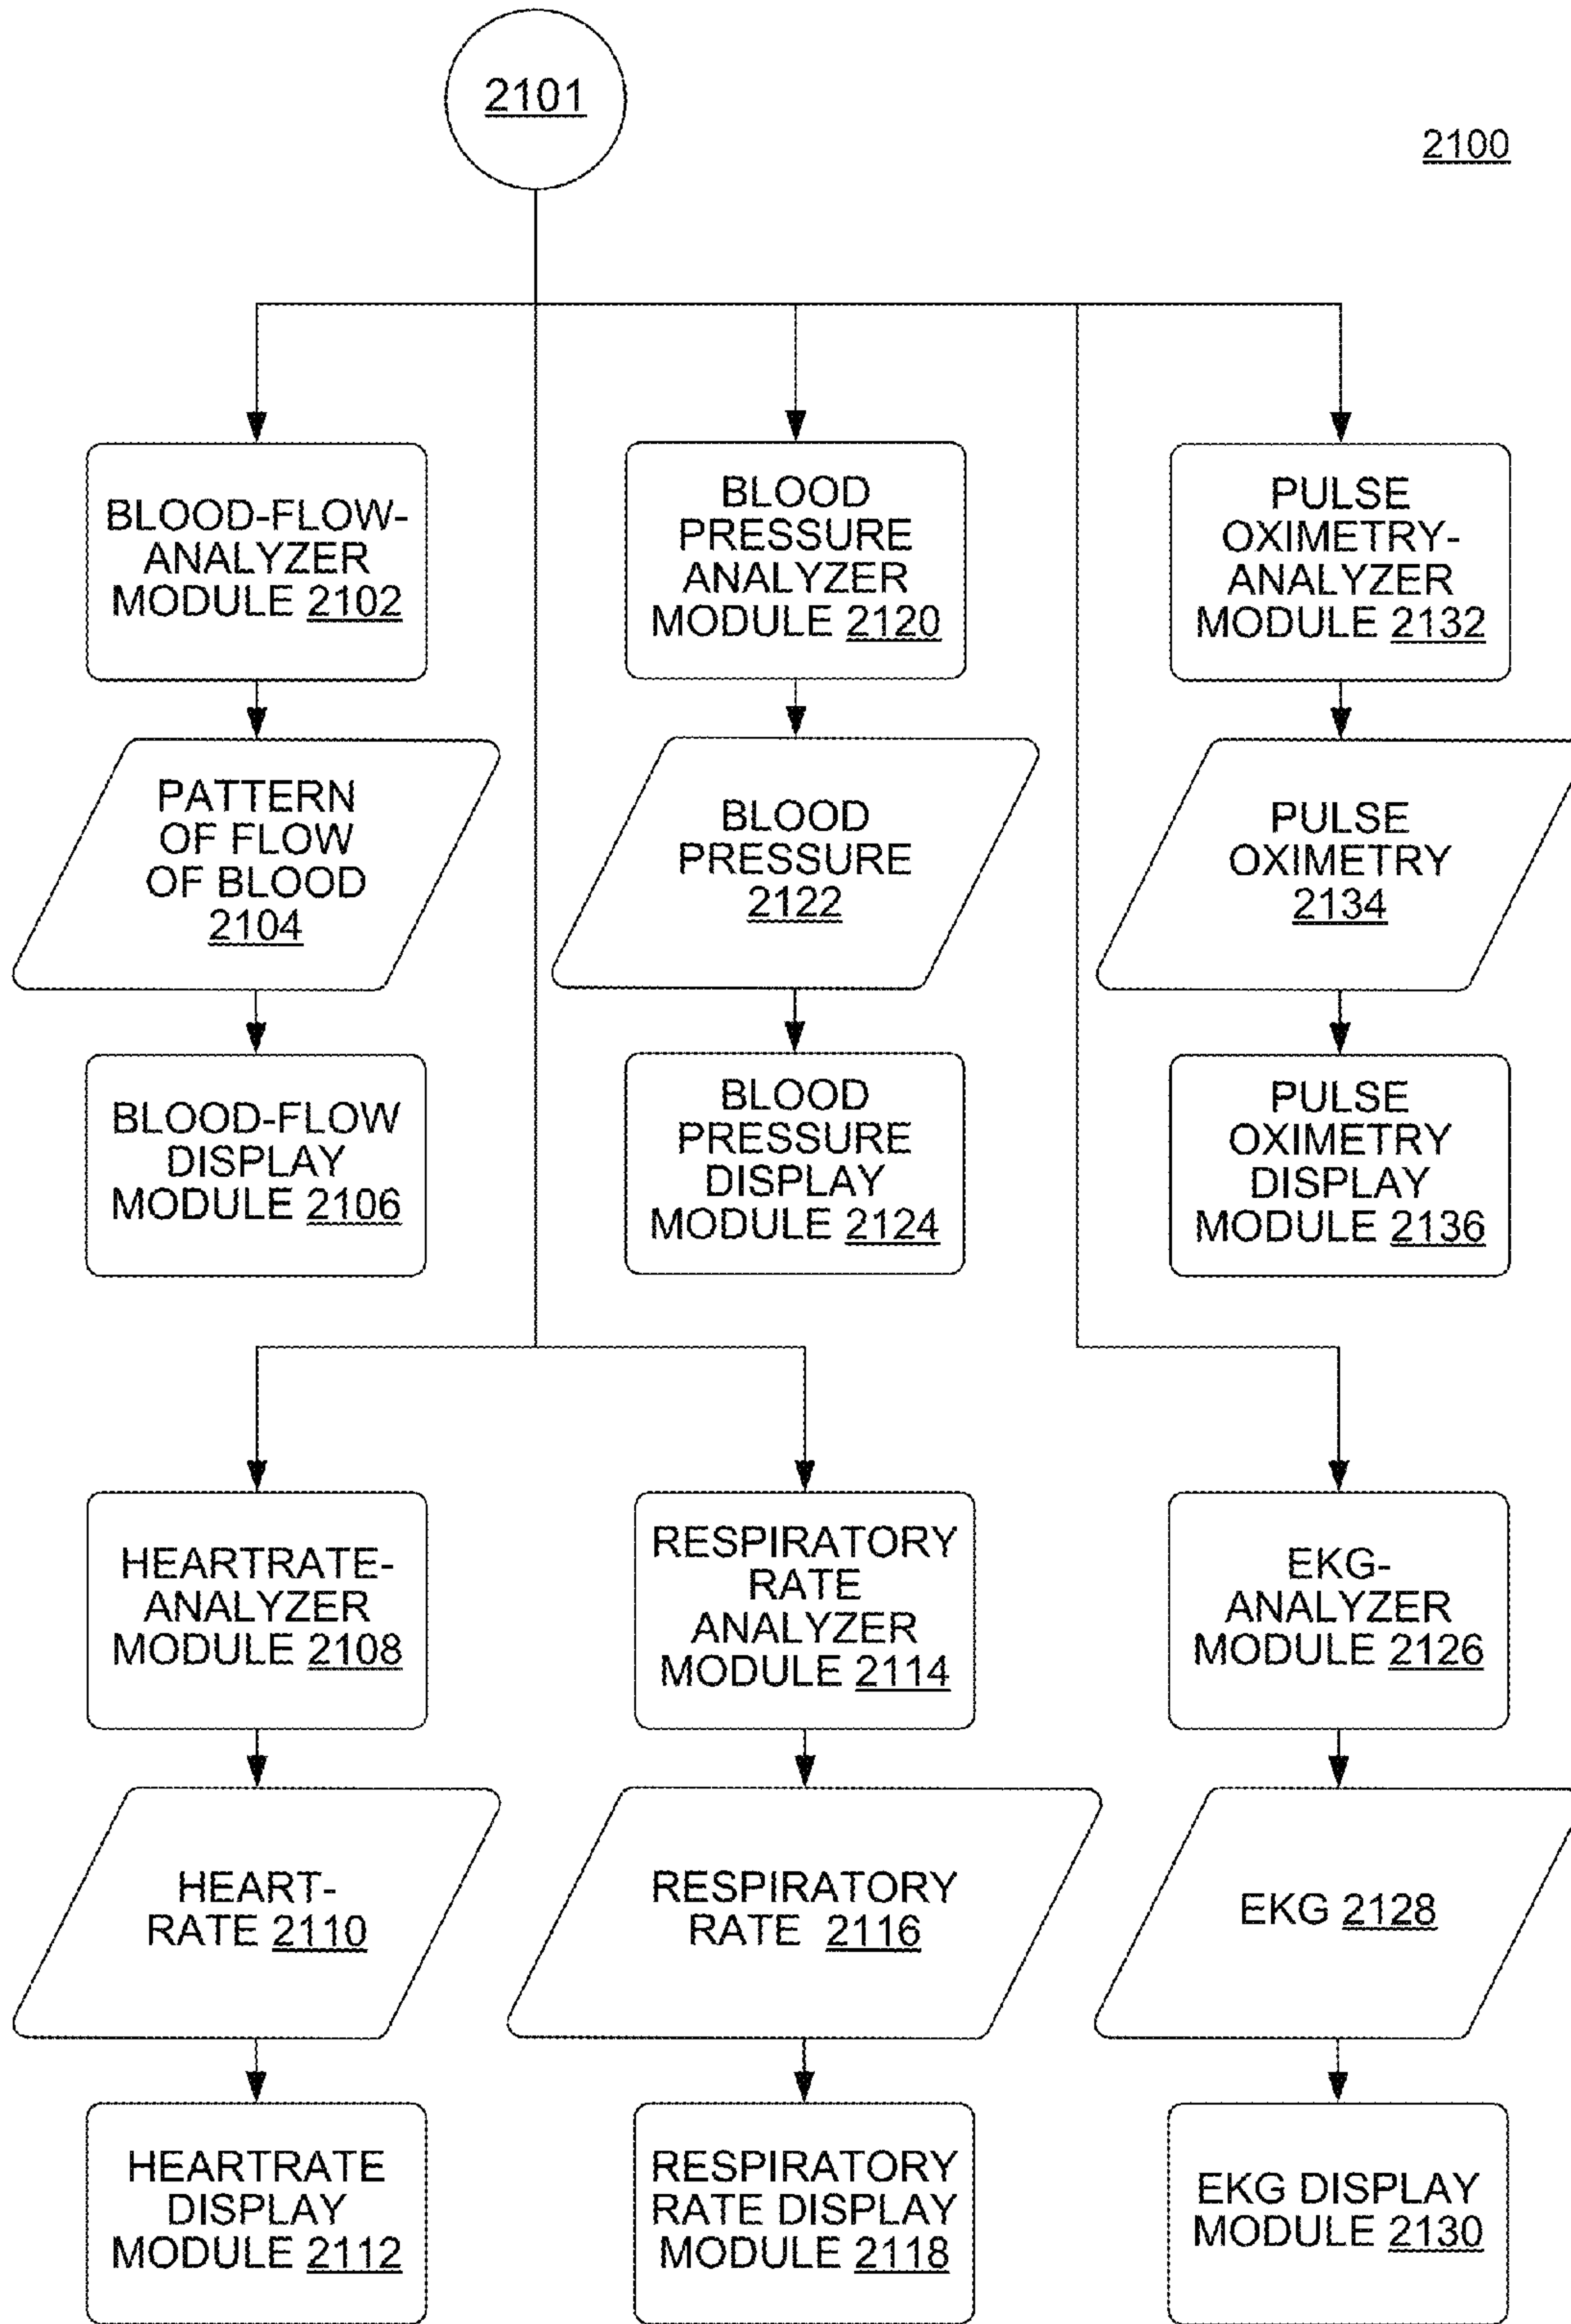 2101
2100
BLOOD-FLOW-
ANALYZER
MODULE 2102
BLOOD
PRESSURE
ANALYZER
MODULE 2120
PULSE
OXIMETRY-
ANALYZER
MODULE 2132
PATTERN
OF FLOW
OF BLOOD
2104
BLOOD
PRESSURE
2122
PULSE
OXIMETRY
2134
BLOOD-FLOW
DISPLAY
MODULE 2106
BLOOD
PRESSURE
DISPLAY
MODULE 2124
PULSE
OXIMETRY
DISPLAY
MODULE 2136
HEARTRATE-
ANALYZER
MODULE 2108
RESPIRATORY
RATE
ANALYZER
MODULE 2114
EKG-
ANALYZER
MODULE 2126
HEART-
RATE 2110
RESPIRATORY
RATE 2116
EKG 2128
HEARTRATE
DISPLAY
MODULE 2112
RESPIRATORY
RATE DISPLAY
MODULE 2118
EKG DISPLAY
MODULE 2130